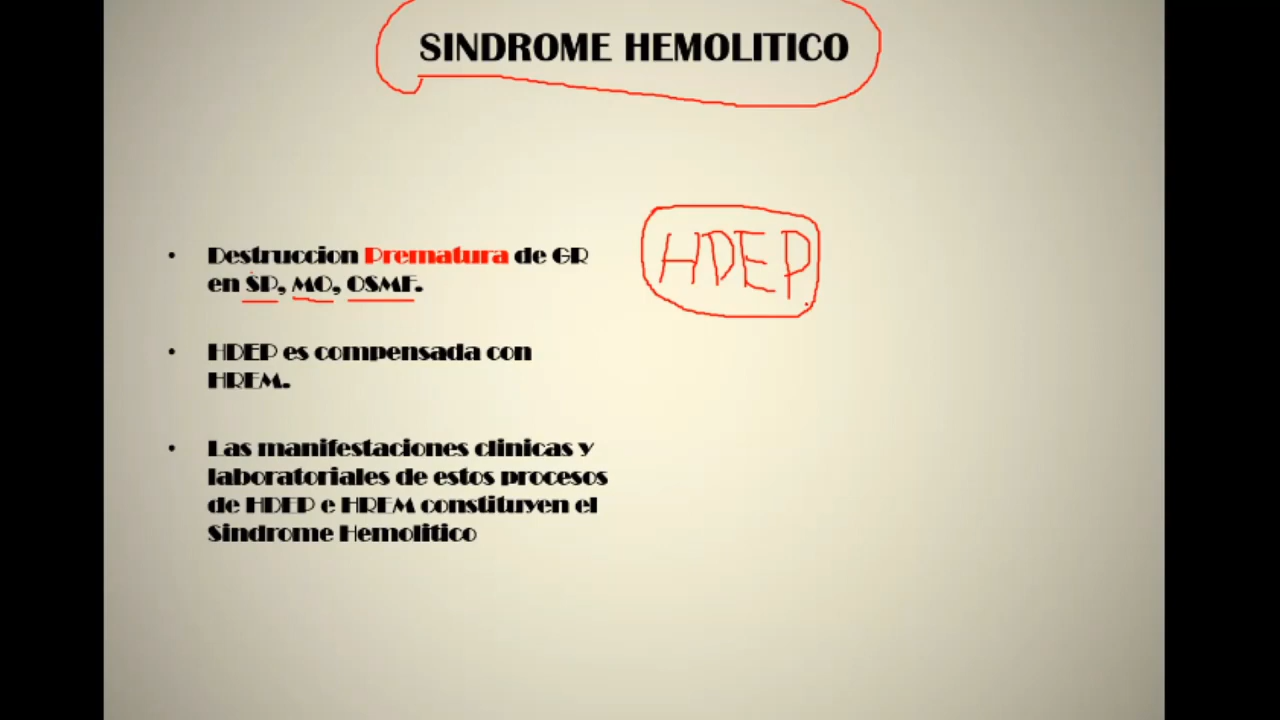 SINDROME HEMOLITICO
• Destruccion Prematura de GR
en SP, MO, OSMF.
HDEP
• HDEP es compensada con
HREM.
• Las manifestaciones clinicas y
laboratoriales de estos procesos
de HDEP e HREM constituyen el
Sindrome Hemolitico